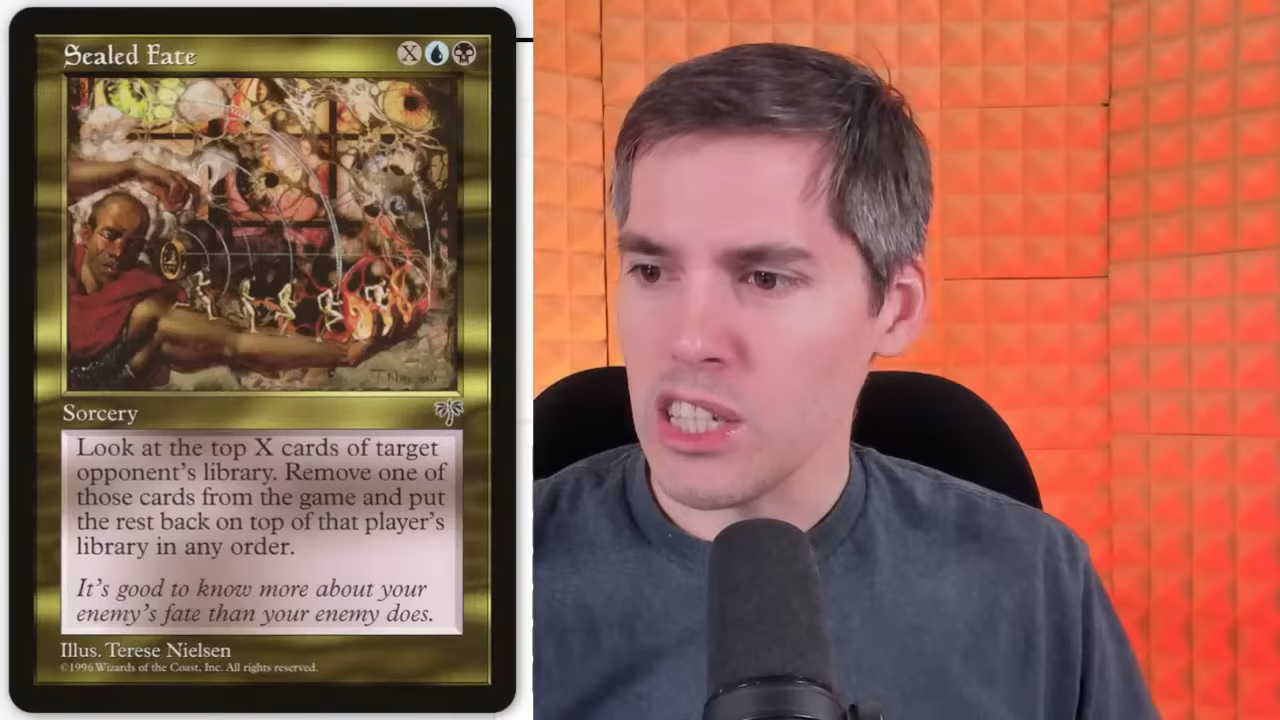 Sealed Fate
X
Sorcery
Look at the top X cards of target
opponent's library. Remove one of
those cards from the game and put
the rest back on top of that player's
library in any order.
It's good to know more about your
enemy's fate than your enemy does.
Illus. Terese Nielsen
©1996 Wizards of the Coast, Inc. All rights reserved.